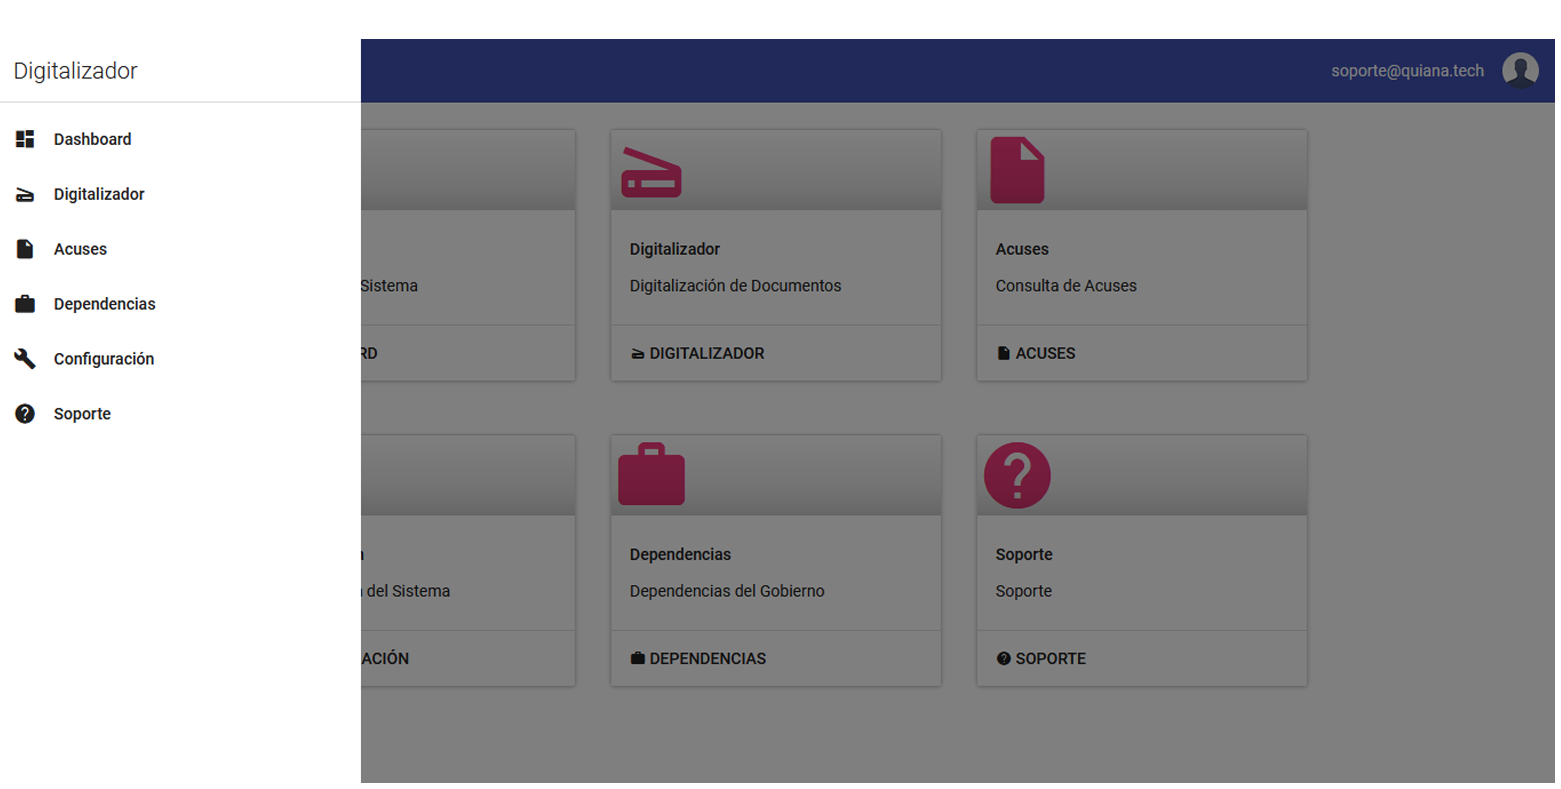 Digitalizador
soporte@quiana.tech
Dashboard
Digitalizador
Acuses
Dependencias
Configuración
Soporte
Sistema
RD
Digitalizador
Digitalización de Documentos
DIGITALIZADOR
Acuses
Consulta de Acuses
ACUSES
del Sistema
ACIÓN
Dependencias
Dependencias del Gobierno
DEPENDENCIAS
Soporte
Soporte
SOPORTE